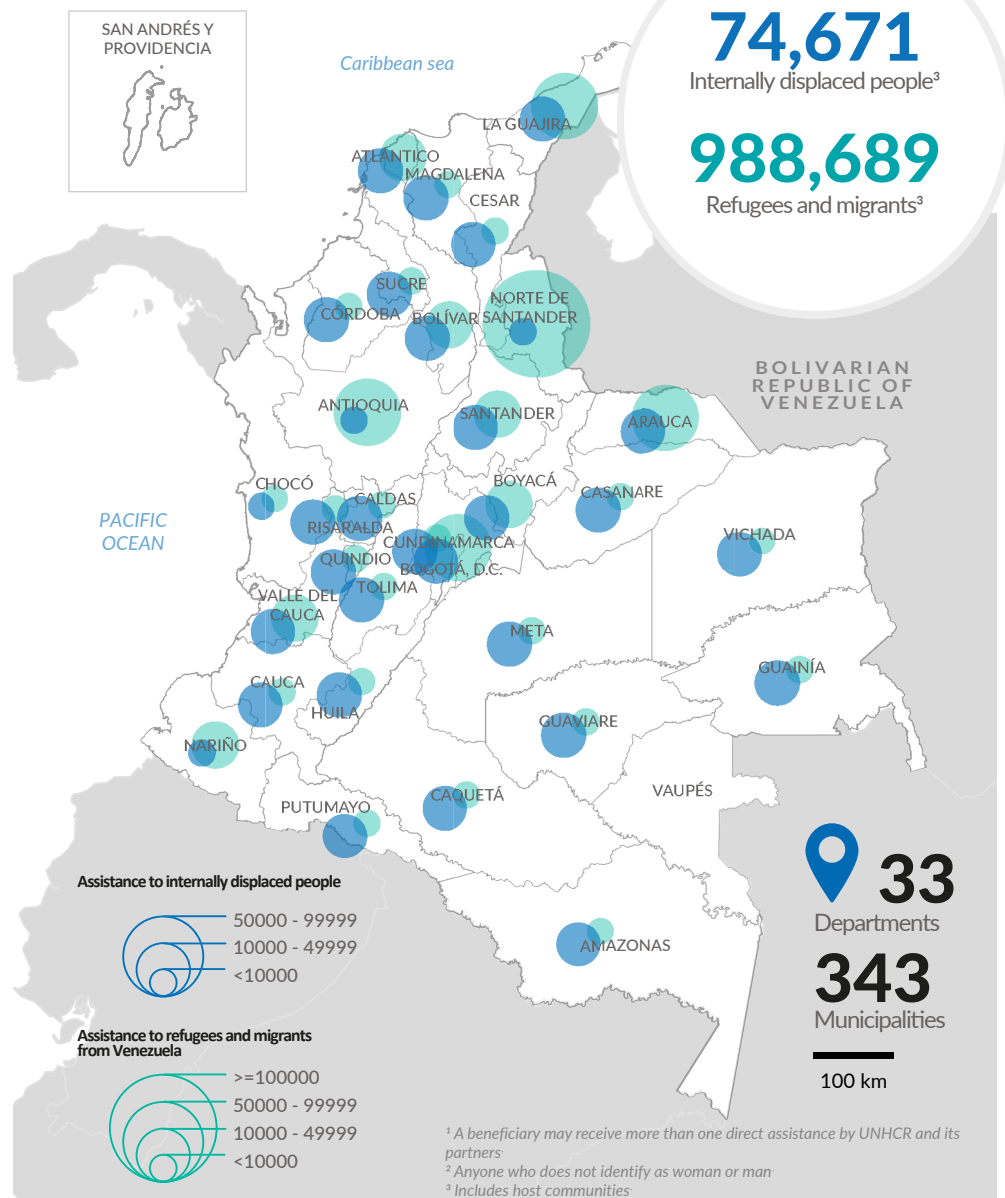 SAN ANDRÉS Y
PROVIDENCIA
Caribbean sea
74,671
Internally displaced people³
988,689
Refugees and migrants³
LA GUAJIRA
ATLÁNTICO
MAGDALENA
CESAR
SUCRE
CÓRDOBA
BOLÍVAR
NORTE DE
SANTANDER
BOLIVARIAN
REPUBLIC OF
VENEZUELA
ANTIOQUIA
SANTANDER
ARAUCA
CHOCÓ
CALDAS
BOYACÁ
CASANARE
PACIFIC
OCEAN
RISARALDA
CUNDINAMARCA
VICHADA
QUINDIO
BOGOTÁ, D.C.
TOLIMA
VALLE DEL
CAUCA
META
GUAINÍA
CAUCA
HUILA
GUAVIARE
NARIÑO
VAUPÉS
CAQUETÁ
PUTUMAYO
AMAZONAS
Assistance to internally displaced people
50000 - 99999
10000 - 49999
<10000
Assistance to refugees and migrants
from Venezuela
>=100000
50000 - 99999
10000 - 49999
<10000
33
Departments
343
Municipalities
100 km
¹ A beneficiary may receive more than one direct assistance by UNHCR and its
partners·
² Anyone who does not identify as woman or man·
³ Includes host communities·